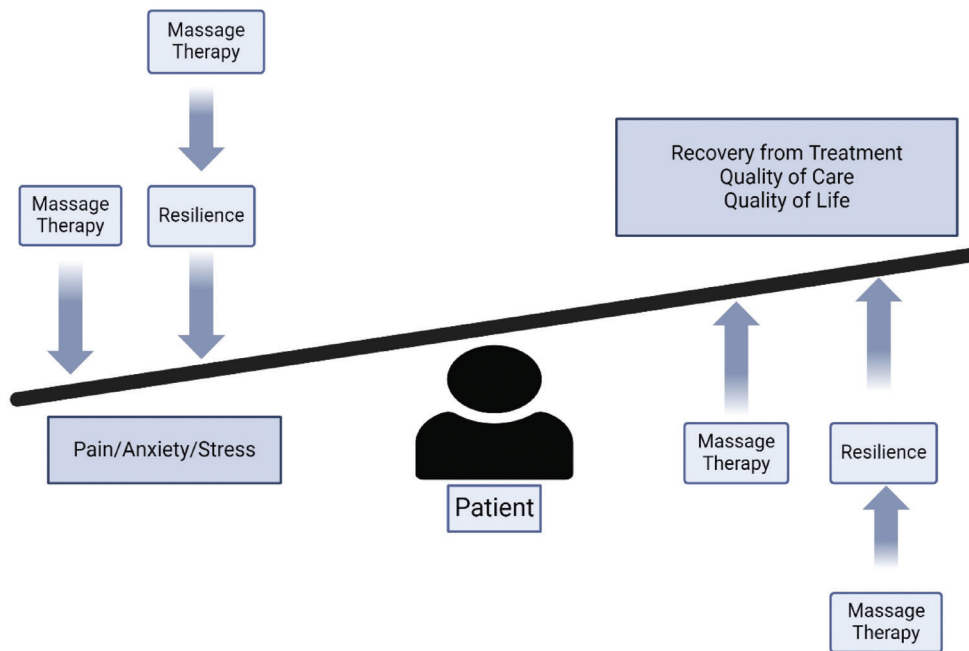 Massage
Therapy
Massage
Therapy
Resilience
Recovery from Treatment
Quality of Care
Quality of Life
Pain/Anxiety/Stress
Patient
Massage
Therapy
Resilience
Massage
Therapy